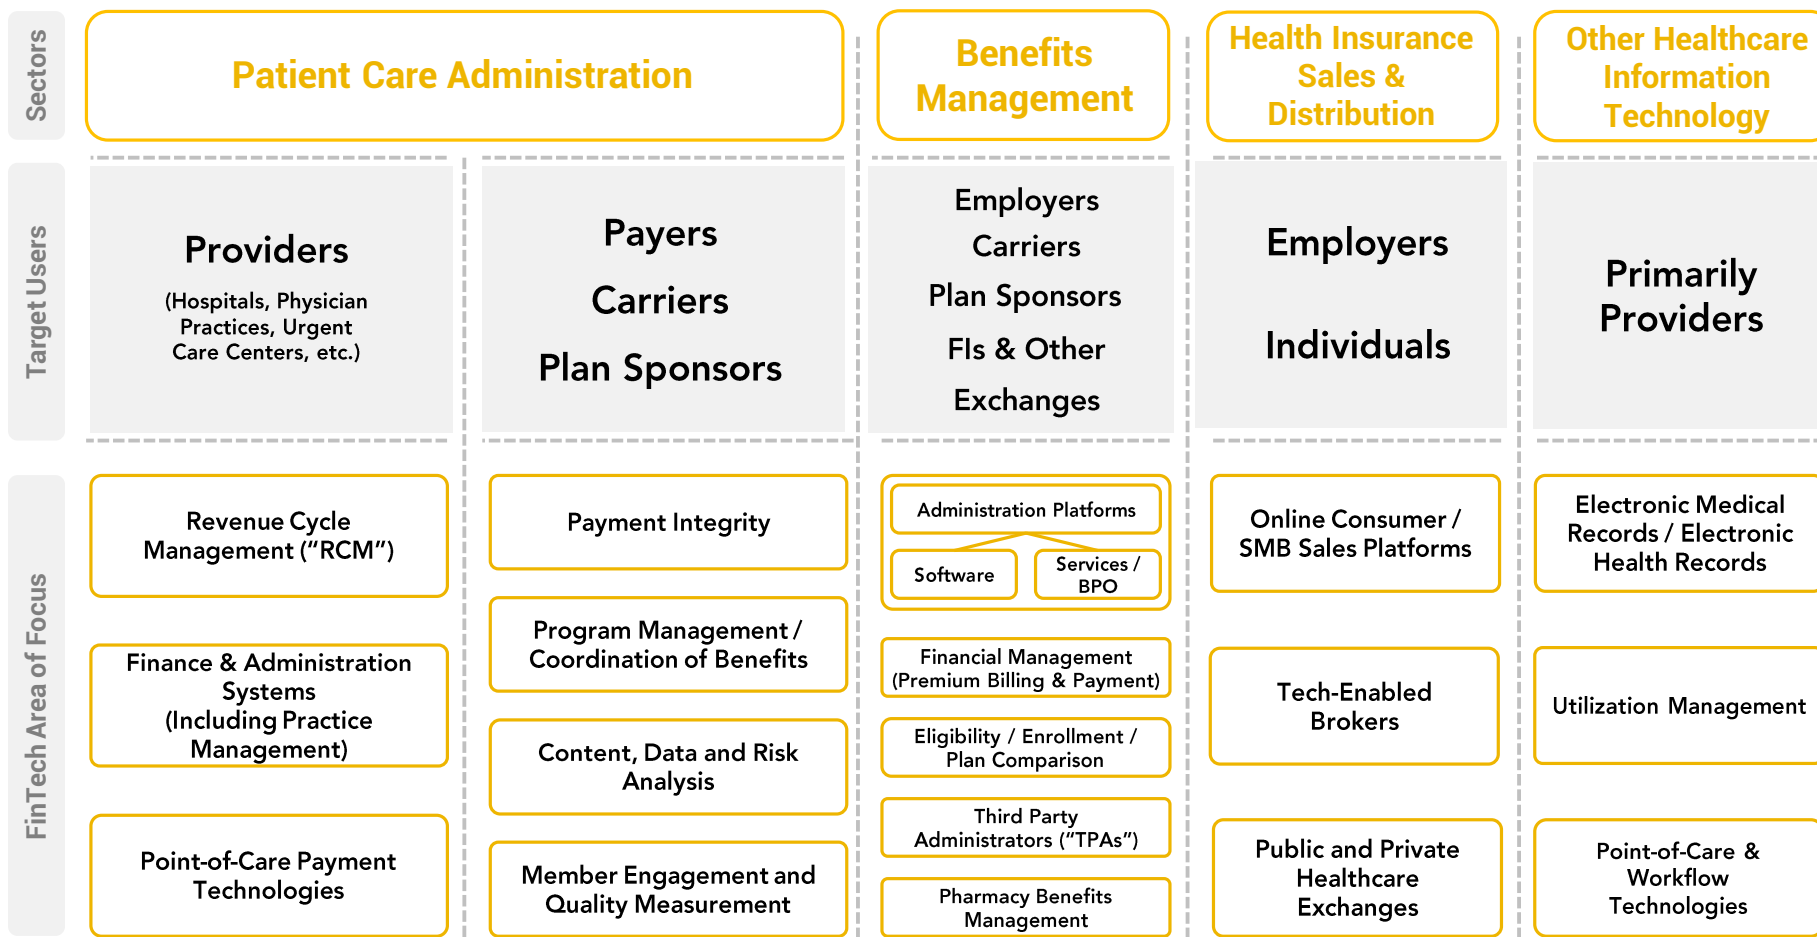 Sectors
Patient Care Administration
Benefits
Management
Health Insurance
Sales &
Distribution
Other Healthcare
Information
Technology
Target Users
Providers
(Hospitals, Physician
Practices, Urgent
Care Centers, etc.)
Payers
Carriers
Plan Sponsors
Employers
Carriers
Plan Sponsors
FIs & Other
Exchanges
Employers
Individuals
Primarily
Providers
FinTech Area of Focus
Revenue Cycle
Management (“RCM”)
Finance & Administration
Systems
(Including Practice
Management)
Point-of-Care Payment
Technologies
Payment Integrity
Program Management /
Coordination of Benefits
Content, Data and Risk
Analysis
Member Engagement and
Quality Measurement
Administration Platforms
Software
Services /
BPO
Financial Management
(Premium Billing & Payment)
Eligibility / Enrollment /
Plan Comparison
Third Party
Administrators (“TPAs”)
Pharmacy Benefits
Management
Online Consumer /
SMB Sales Platforms
Tech-Enabled
Brokers
Public and Private
Healthcare
Exchanges
Electronic Medical
Records / Electronic
Health Records
Utilization Management
Point-of-Care &
Workflow
Technologies